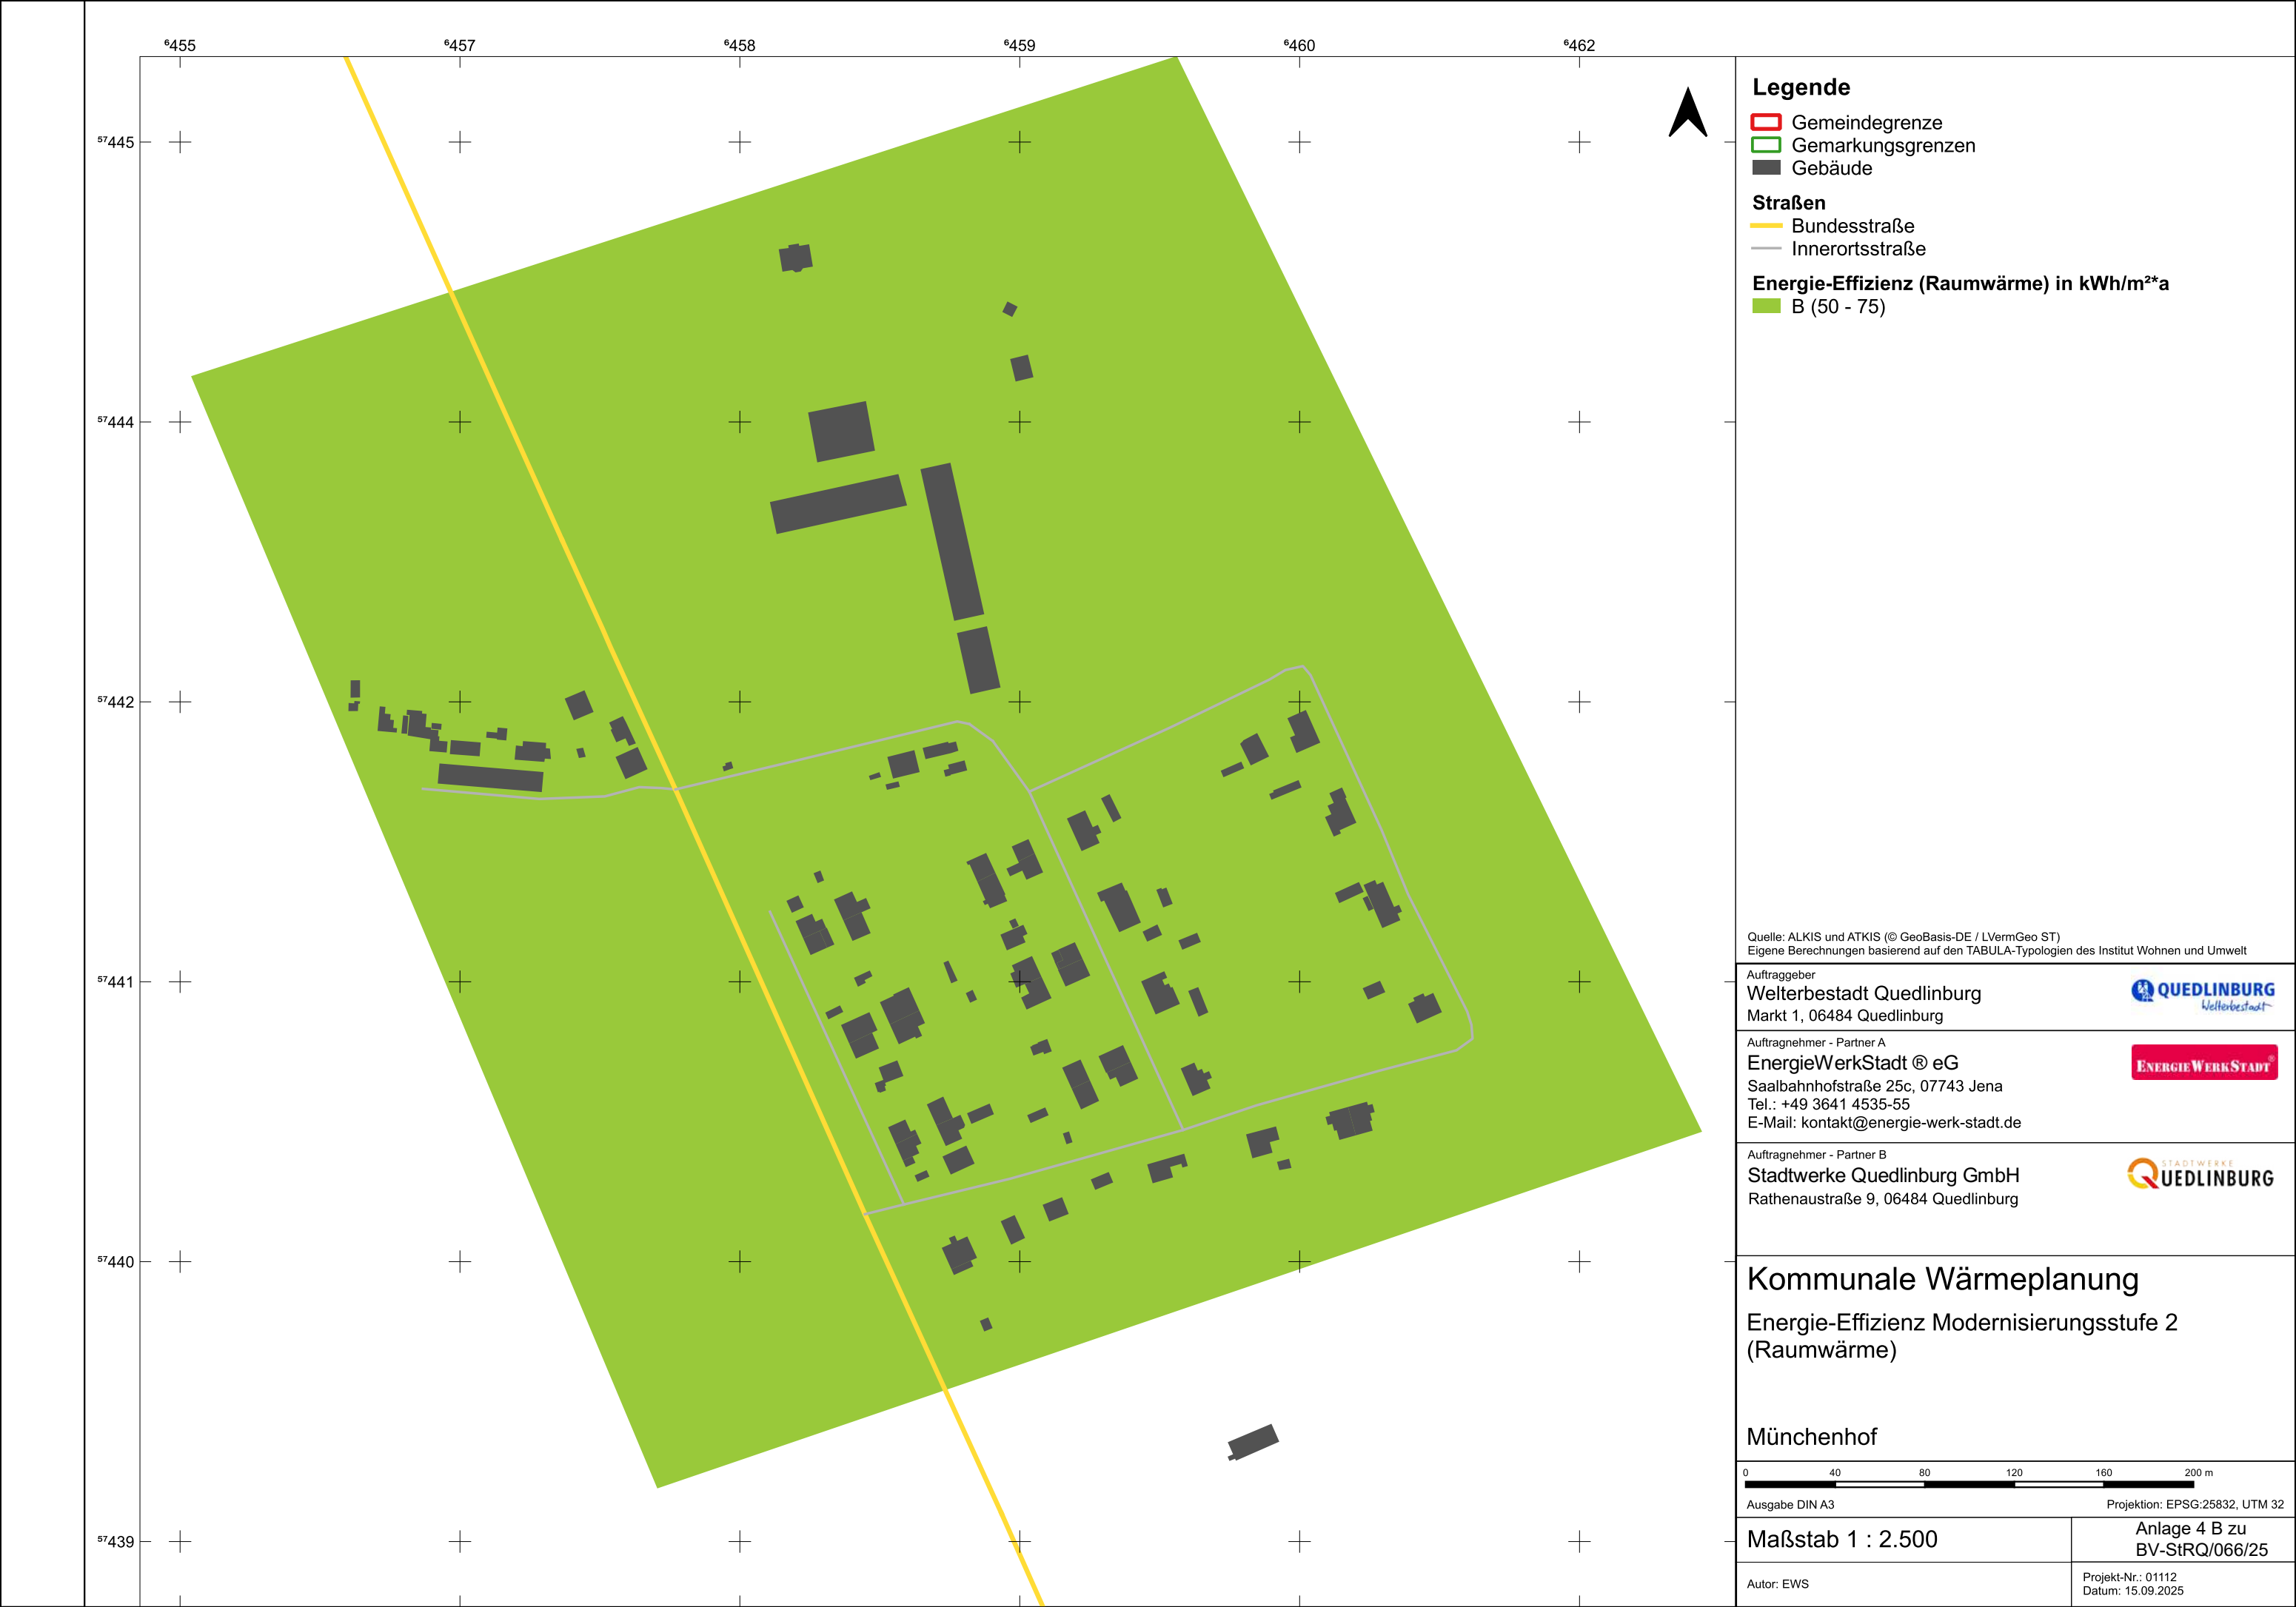 ⁶455 ⁶457 ⁶458 ⁶459 ⁶460 ⁶462
⁵⁷445
⁵⁷444
⁵⁷442
⁵⁷441
⁵⁷440
⁵⁷439
Legende
Gemeindegrenze
Gemarkungsgrenzen
Gebäude
Straßen
Bundesstraße
Innerortsstraße
Energie-Effizienz (Raumwärme) in kWh/m²*a
B (50 - 75)
Quelle: ALKIS und ATKIS (© GeoBasis-DE / LVermGeo ST)
Eigene Berechnungen basierend auf den TABULA-Typologien des Institut Wohnen und Umwelt
Auftraggeber
Welterbestadt Quedlinburg
Markt 1, 06484 Quedlinburg
QUEDLINBURG
Welterbestadt
Auftragnehmer - Partner A
EnergieWerkStadt ® eG
Saalbahnhofstraße 25c, 07743 Jena
Tel.: +49 3641 4535-55
E-Mail: kontakt@energie-werk-stadt.de
ENERGIEWERKSTADT®
Auftragnehmer - Partner B
Stadtwerke Quedlinburg GmbH
Rathenaustraße 9, 06484 Quedlinburg
STADTWERKE
QUEDLINBURG
Kommunale Wärmeplanung
Energie-Effizienz Modernisierungsstufe 2
(Raumwärme)
Münchenhof
0 40 80 120 160 200 m
Ausgabe DIN A3 Projektion: EPSG:25832, UTM 32
Maßstab 1 : 2.500
Anlage 4 B zu
BV-StRQ/066/25
Autor: EWS
Projekt-Nr.: 01112
Datum: 15.09.2025